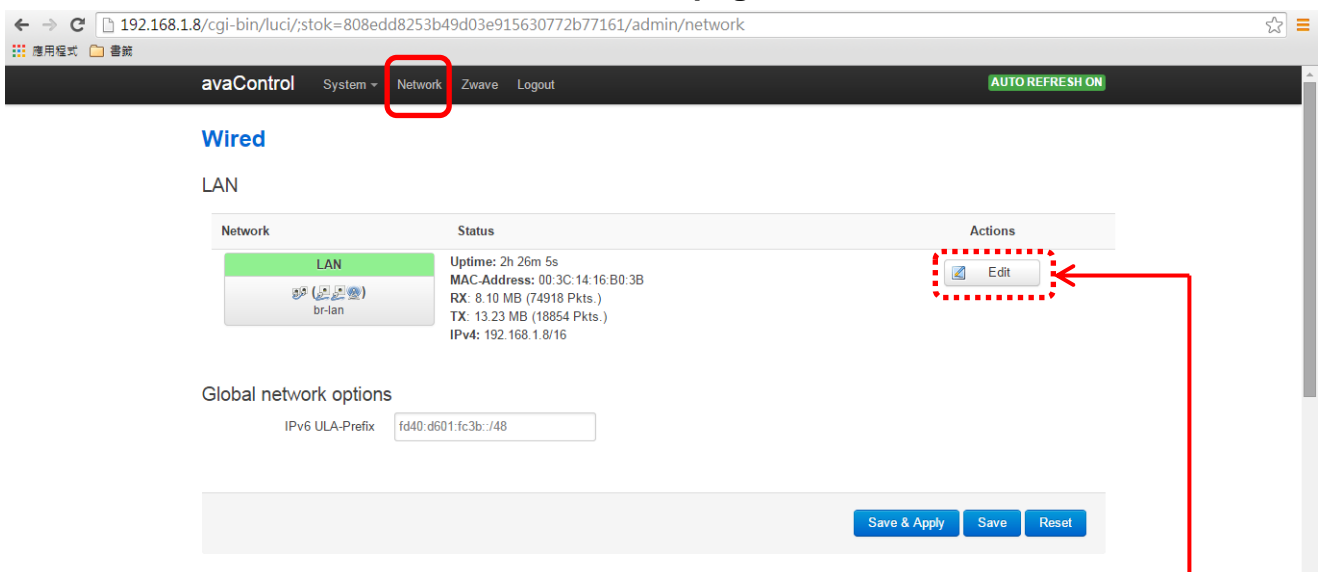 192.168.1.8/cgi-bin/luci/;stok=808edd8253b49d03e915630772b77161/admin/network
應用程式 書籤
avaControl System Network Zwave Logout AUTO REFRESH ON
Wired
LAN
Network Status Actions
LAN
br-lan
Uptime: 2h 26m 5s
MAC-Address: 00:3C:14:16:B0:3B
RX: 8.10 MB (74918 Pkts.)
TX: 13.23 MB (18854 Pkts.)
IPv4: 192.168.1.8/16
Edit
Global network options
IPv6 ULA-Prefix fd40:d601:fc3b::/48
Save & Apply Save Reset